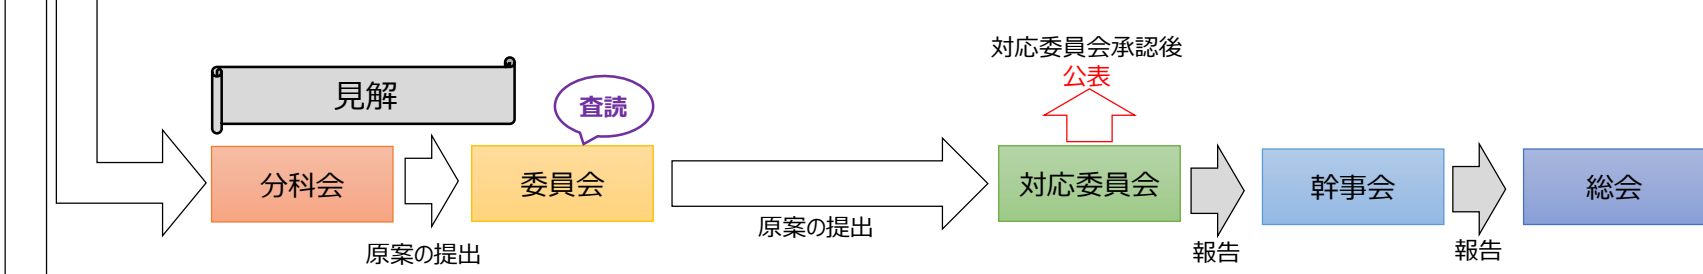 対応委員会承認後
公表
見解
査読
分科会
委員会
対応委員会
幹事会
総会
原案の提出
原案の提出
報告
報告